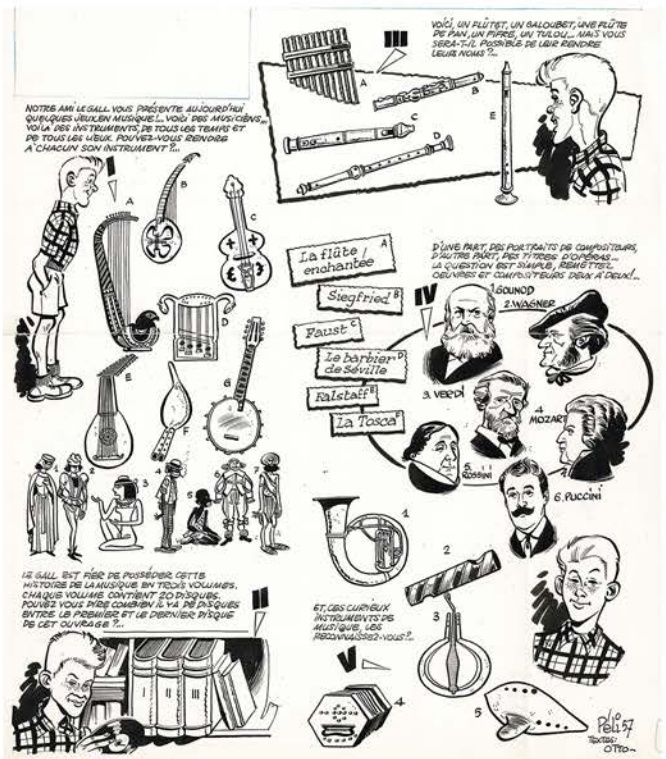 VOICI, UN FLÛTET, UN GALOUBET, UNE FLÛTE
DE PAN, UN FIFRE, UN TULOU... MAIS VOUS
SERA-T-IL POSSIBLE DE LEUR RENDRE
LEURS NOMS ?...
III
A
B
C
D
E
NOTRE AMI LE GALL VOUS PRÉSENTE AUJOURD'HUI
QUELQUES JEUX EN MUSIQUE !... VOICI DES MUSICIENS...
VOILA DES INSTRUMENTS, DE TOUS LES TEMPS ET
DE TOUS LES LIEUX. POUVEZ-VOUS RENDRE
A CHACUN SON INSTRUMENT ?...
I
A
B
C
D
E
F
G
1
2
3
4
5
7
D'UNE PART, DES PORTRAITS DE COMPOSITEURS,
D'AUTRE PART, DES TITRES D'OPÉRAS...
LA QUESTION EST SIMPLE, REMETTEZ
OEUVRES ET COMPOSITEURS DEUX A DEUX !..
IV
La flûte A
enchantée
Siegfried B
Faust C
Le barbier D
de Séville
Falstaff E
La Tosca F
1. GOUNOD
2. WAGNER
3. VERDI
4
MOZART
5.
ROSSINI
6. PUCCINI
LE GALL EST FIER DE POSSÉDER CETTE
HISTOIRE DE LA MUSIQUE EN TROIS VOLUMES.
CHAQUE VOLUME CONTIENT 20 DISQUES.
POUVEZ VOUS DIRE COMBIEN IL Y A DE DISQUES
ENTRE LE PREMIER ET LE DERNIER DISQUE
DE CET OUVRAGE ?...
II
I
II
III
ET, CES CURIEUX
INSTRUMENTS DE
MUSIQUE, LES
RECONNAISSEZ-VOUS ?..
V
1
2
3
4
5
Péli 57
TEXTES:
OTTO